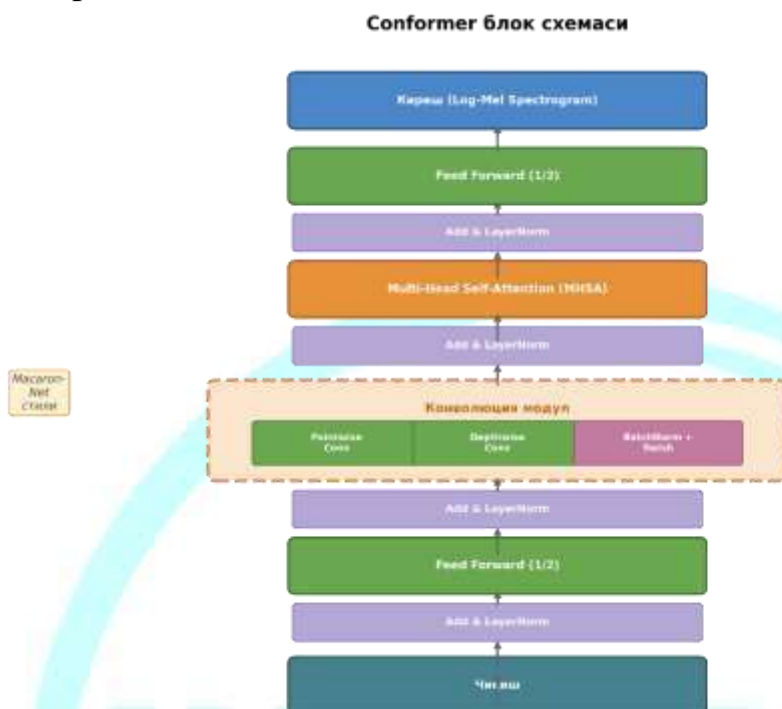 Conformer блок схемаси
Кириш (Log-Mel Spectrogram)
Feed Forward (1/2)
Add & LayerNorm
Multi-Head Self-Attention (MHSA)
Add & LayerNorm
Macaron-
Net
стили
Конволюция модул
Pointwise
Conv
Depthwise
Conv
BatchNorm +
Swish
Add & LayerNorm
Feed Forward (1/2)
Add & LayerNorm
Чиқиш